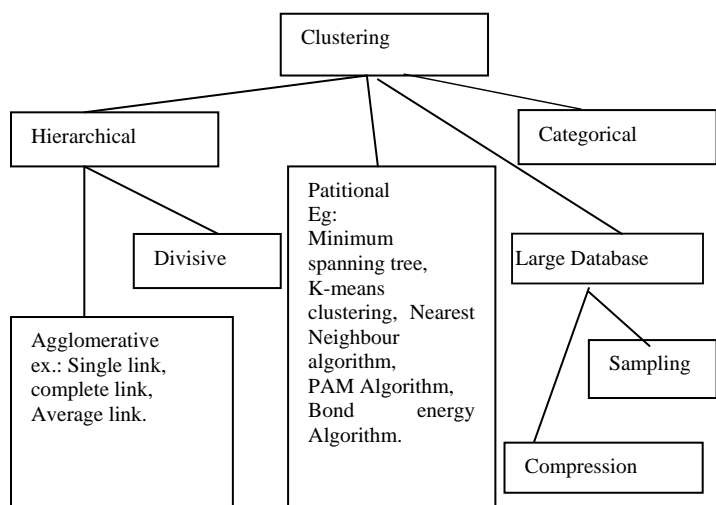 Clustering
Hierarchical
Categorical
Patitional
Eg:
Minimum
spanning tree,
K-means
clustering, Nearest
Neighbour
algorithm,
PAM Algorithm,
Bond energy
Algorithm.
Divisive
Large Database
Agglomerative
ex.: Single link,
complete link,
Average link.
Sampling
Compression